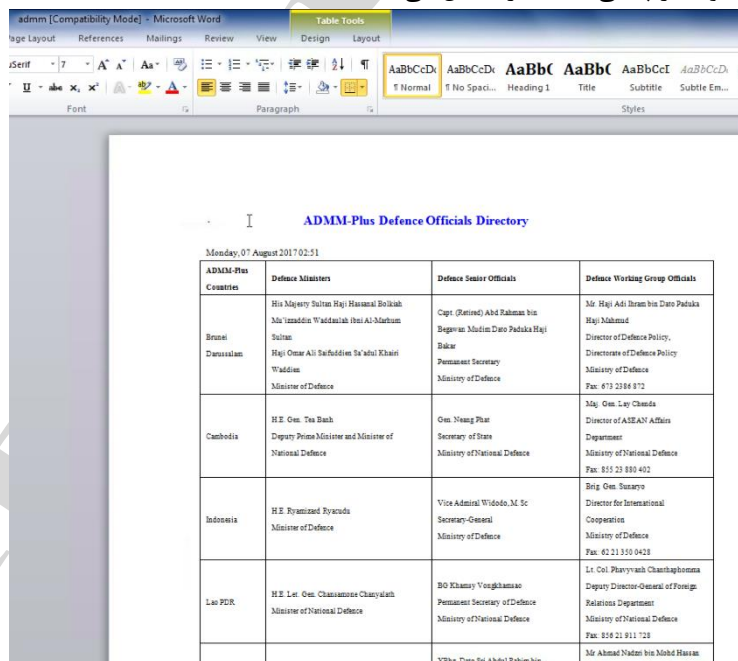 admm [Compatibility Mode] - Microsoft Word
Table Tools
Page Layout References Mailings Review View Design Layout
7
Aa
AaBbCcDc AaBbCcDc AaBbC AaBbC AaBbCcI AaBbCcDc
¶ Normal ¶ No Spaci... Heading 1 Title Subtitle Subtle Em...
Font Paragraph Styles
ADMM-Plus Defence Officials Directory
Monday, 07 August 2017 02:51
ADMM-Plus
Countries
Defence Ministers
Defence Senior Officials
Defence Working Group Officials
Brunei
Darussalam
His Majesty Sultan Haji Hassanal Bolkiah
Mu'izzaddin Waddaulah ibni Al-Marhum
Sultan
Haji Omar Ali Saifuddien Sa'adul Khairi
Waddien
Minister of Defence
Capt. (Retired) Abd Rahman bin
Begawan Mudim Dato Paduka Haji
Bakar
Permanent Secretary
Ministry of Defence
Mr. Haji Adi Ihram bin Dato Paduka
Haji Mahmud
Director of Defence Policy,
Directorate of Defence Policy
Ministry of Defence
Fax: 673 2386 872
Cambodia
H.E. Gen. Tea Banh
Deputy Prime Minister and Minister of
National Defence
Gen. Neang Phat
Secretary of State
Ministry of National Defence
Maj. Gen. Lay Chenda
Director of ASEAN Affairs
Department
Ministry of National Defence
Fax: 855 23 880 402
Indonesia
H.E. Ryamizard Ryacudu
Minister of Defence
Vice Admiral Widodo, M. Sc
Secretary-General
Ministry of Defence
Brig. Gen. Sunaryo
Director for International
Cooperation
Ministry of Defence
Fax: 62 21 350 0428
Lao PDR
H.E. Let. Gen. Chansamone Chanyalath
Minister of National Defence
BG Khamsy Vongkhamsao
Permanent Secretary of Defence
Ministry of National Defence
Lt. Col. Phavyvanh Chanthaphomma
Deputy Director-General of Foreign
Relations Department
Ministry of National Defence
Fax: 856 21 911 728
Mr Ahmad Nadzri bin Mohd Hassan